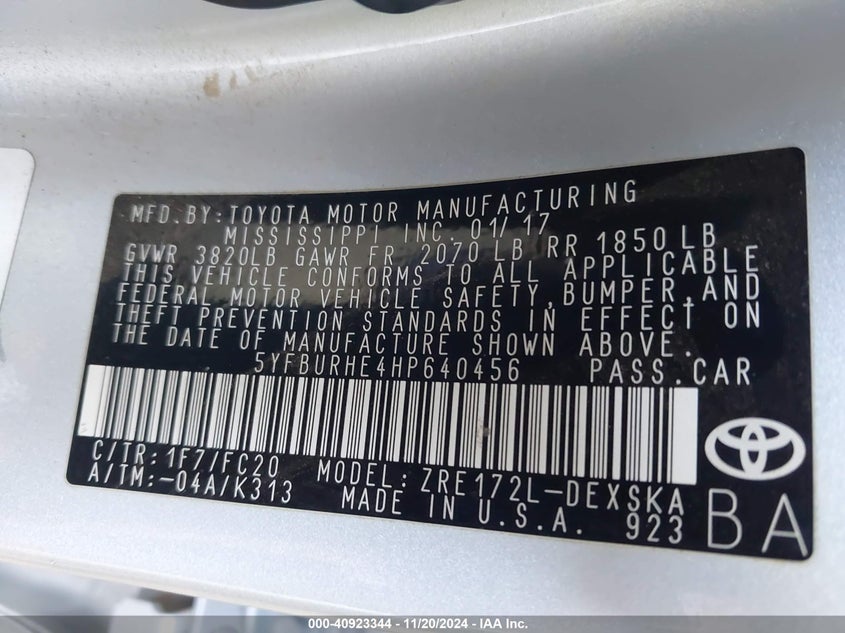 MFD.BY:TOYOTA MOTOR MANUFACTURING
MISSISSIPPI INC. 01/17
GVWR 3820LB GAWR FR 2070 LB RR 1850LB
THIS VEHICLE CONFORMS TO ALL APPLICABLE
FEDERAL MOTOR VEHICLE SAFETY,BUMPER,AND
THEFT PREVENTION STANDARDS IN EFFECT ON
THE DATE OF MANUFACTURE SHOWN ABOVE.
5YFBURHE4HP640456 PASS.CAR
C/TR:1F7/FC20 MODEL:ZRE172L-DEXSKA
A/TM:-04A/K313 MADE IN U.S.A. 923
BA
000-40923344 - 11/20/2024 - IAA Inc.